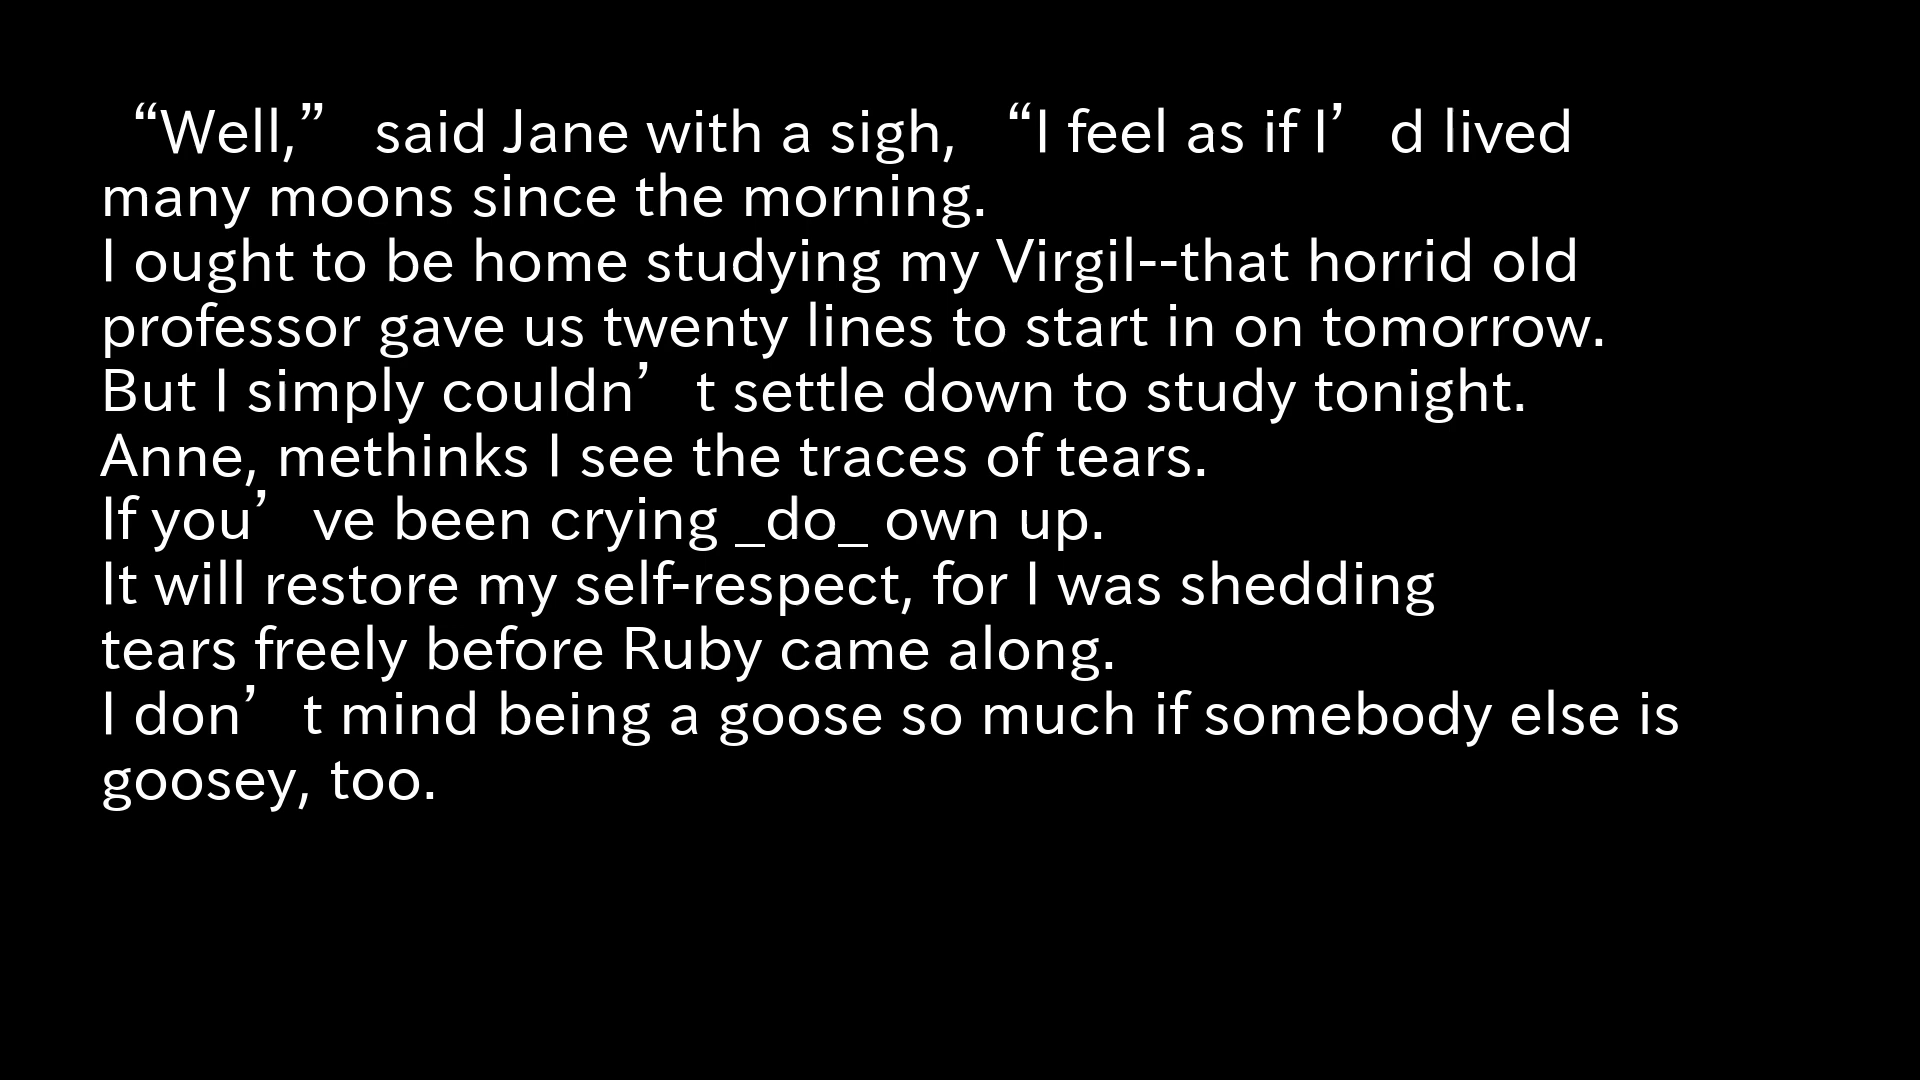 “Well,” said Jane with a sigh, “I feel as if I’d lived
many moons since the morning.
I ought to be home studying my Virgil--that horrid old
professor gave us twenty lines to start in on tomorrow.
But I simply couldn’t settle down to study tonight.
Anne, methinks I see the traces of tears.
If you’ve been crying _do_ own up.
It will restore my self-respect, for I was shedding
tears freely before Ruby came along.
I don’t mind being a goose so much if somebody else is
goosey, too.